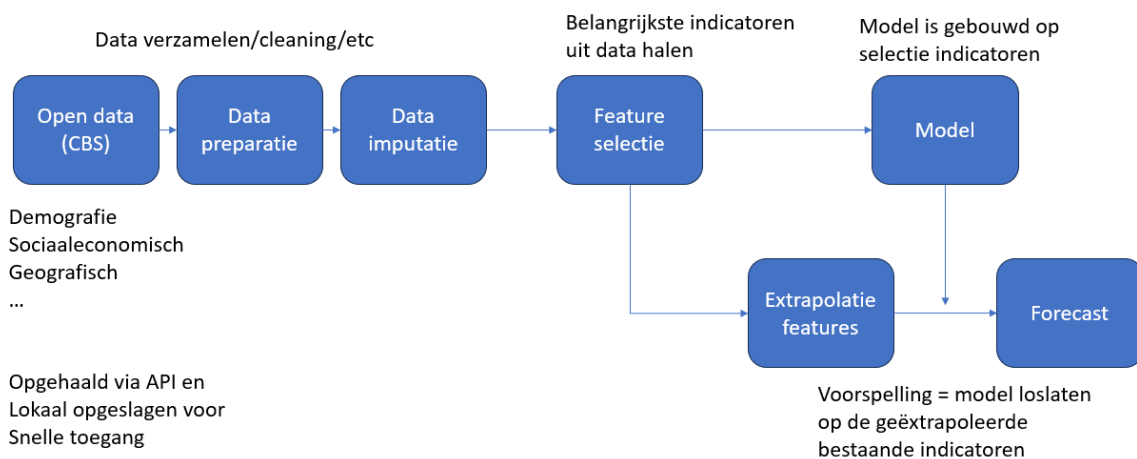 Data verzamelen/cleaning/etc
Belangrijkste indicatoren
uit data halen
Model is gebouwd op
selectie indicatoren
Open data
(CBS)
Data
preparatie
Data
imputatie
Feature
selectie
Model
Demografie
Sociaaleconomisch
Geografisch
...
Extrapolatie
features
Forecast
Opgehaald via API en
Lokaal opgeslagen voor
Snelle toegang
Voorspelling = model loslaten
op de geëxtrapoleerde
bestaande indicatoren